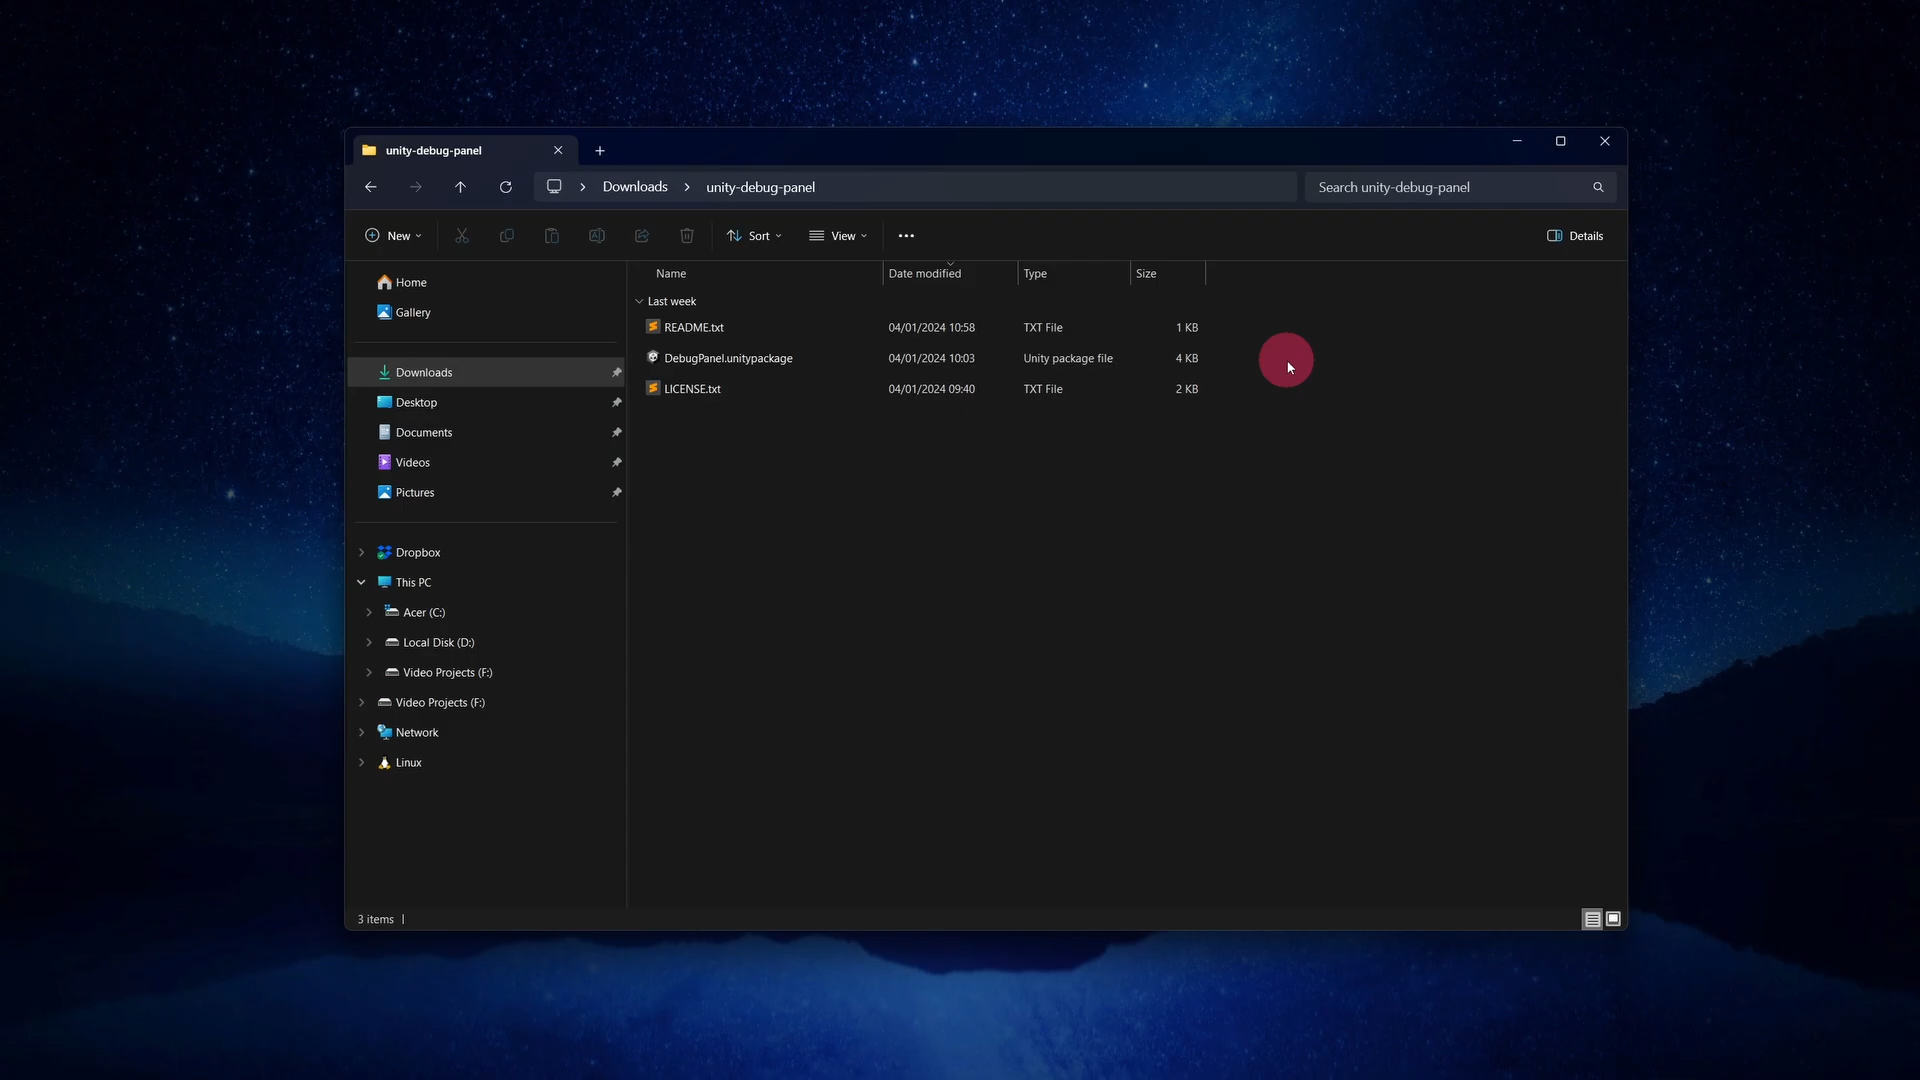 unity-debug-panel
Downloads
unity-debug-panel
Search unity-debug-panel
New
Sort
View
Details
Home
Gallery
Downloads
Desktop
Documents
Videos
Pictures
Dropbox
This PC
Acer (C:)
Local Disk (D:)
Video Projects (F:)
Video Projects (F:)
Network
Linux
Name Date modified Type Size
Last week
README.txt 04/01/2024 10:58 TXT File 1 KB
DebugPanel.unitypackage 04/01/2024 10:03 Unity package file 4 KB
LICENSE.txt 04/01/2024 09:40 TXT File 2 KB
3 items